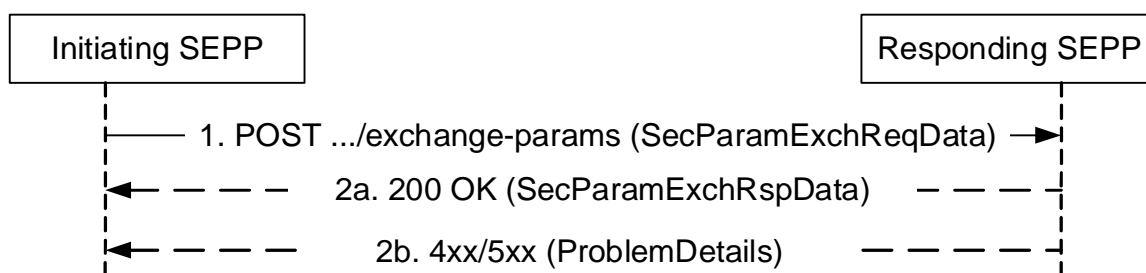 Initiating SEPP
Responding SEPP
1. POST .../exchange-params (SecParamExchReqData)
2a. 200 OK (SecParamExchRspData)
2b. 4xx/5xx (ProblemDetails)